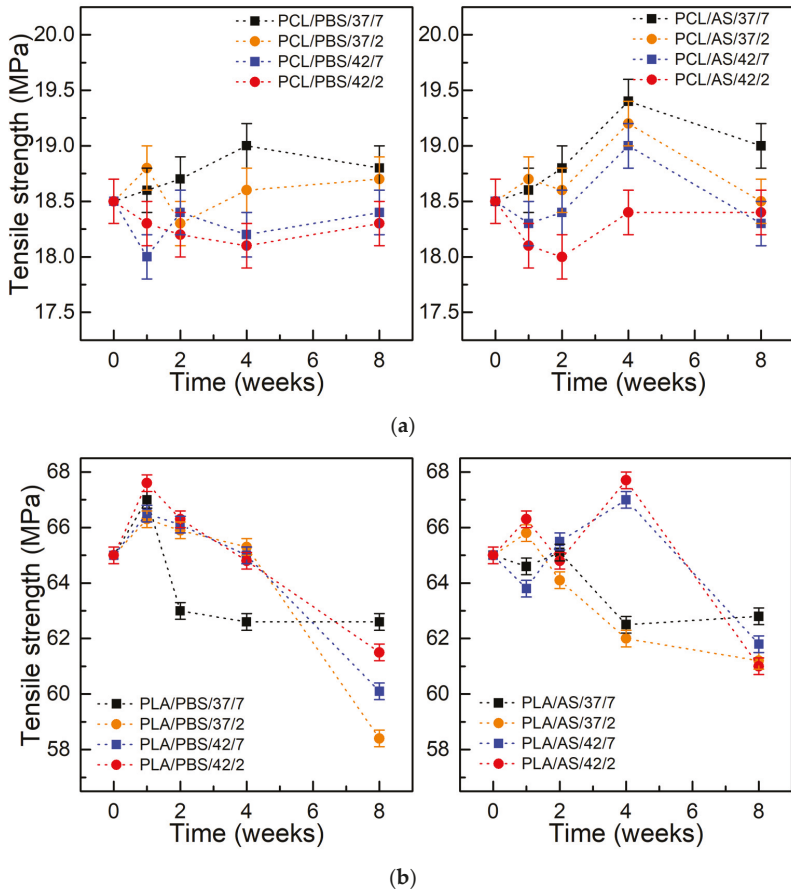 PCL/PBS/37/7
PCL/PBS/37/2
PCL/PBS/42/7
PCL/PBS/42/2
Tensile strength (MPa)
20.0
19.5
19.0
18.5
18.0
17.5
0 2 4 6 8
Time (weeks)
PCL/AS/37/7
PCL/AS/37/2
PCL/AS/42/7
PCL/AS/42/2
Tensile strength (MPa)
20.0
19.5
19.0
18.5
18.0
17.5
0 2 4 6 8
Time (weeks)
(a)
Tensile strength (MPa)
68
66
64
62
60
58
PLA/PBS/37/7
PLA/PBS/37/2
PLA/PBS/42/7
PLA/PBS/42/2
0 2 4 6 8
Time (weeks)
Tensile strength (MPa)
68
66
64
62
60
58
PLA/AS/37/7
PLA/AS/37/2
PLA/AS/42/7
PLA/AS/42/2
0 2 4 6 8
Time (weeks)
(b)